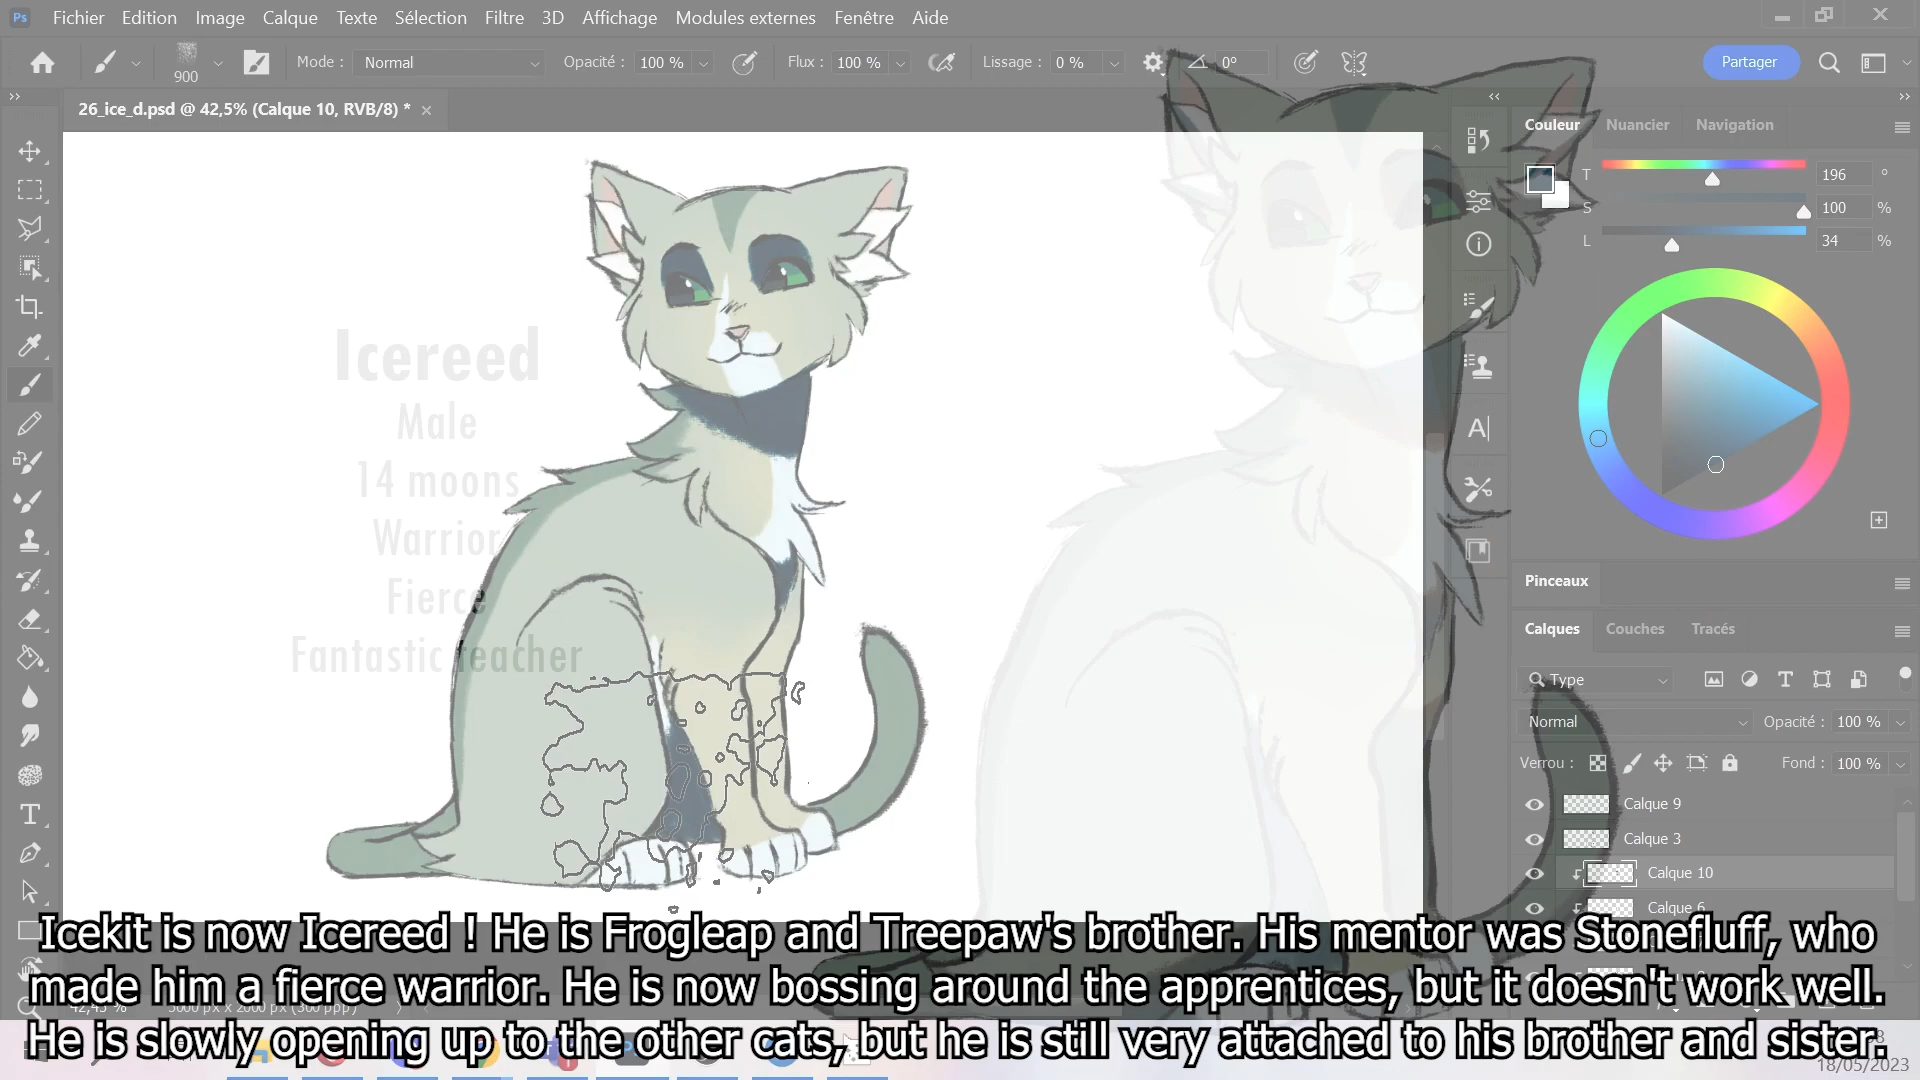 Ps Fichier Edition Image Calque Texte Sélection Filtre 3D Affichage Modules externes Fenêtre Aide
900 Mode : Normal Opacité : 100 % Flux : 100 % Lissage : 0 % 0° Partager
26_ice_d.psd @ 42,5% (Calque 10, RVB/8) *
Couleur Nuancier Navigation
T 196 °
S 100 %
L 34 %
Icereed
Male
14 moons
Warrior
Fierce
Fantastic teacher
Pinceaux
Calques Couches Tracés
Type
Normal Opacité : 100 %
Verrou : Fond : 100 %
Calque 9
Calque 3
Calque 10
Calque 6
Icekit is now Icereed ! He is Frogleap and Treepaw's brother. His mentor was Stonefluff, who
made him a fierce warrior. He is now bossing around the apprentices, but it doesn't work well.
He is slowly opening up to the other cats, but he is still very attached to his brother and sister.
18/05/2023